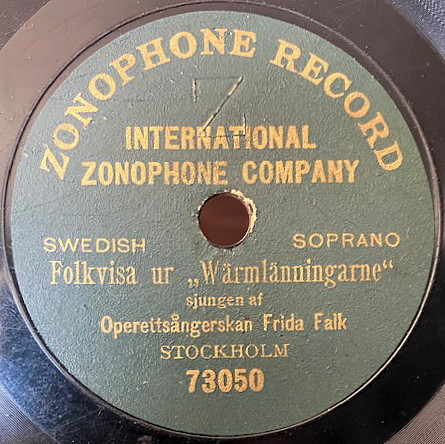 ZONOPHONE RECORD
Z
INTERNATIONAL
ZONOPHONE COMPANY
SWEDISH SOPRANO
Folkvisa ur „Wärmlänningarne“
sjungen af
Operettsångerskan Frida Falk
STOCKHOLM
73050